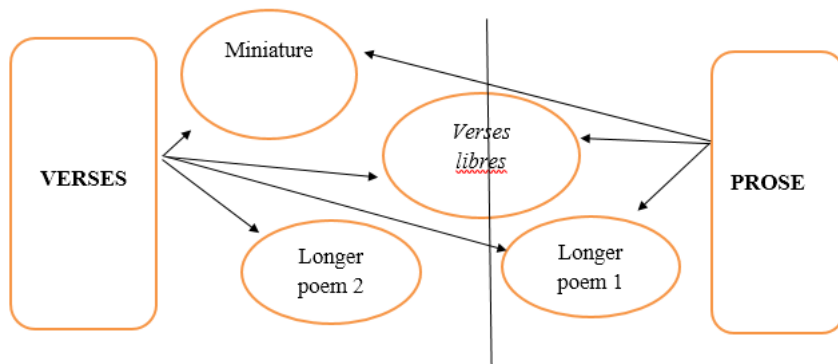 Miniature
VERSES
Verses
libres
PROSE
Longer
poem 2
Longer
poem 1